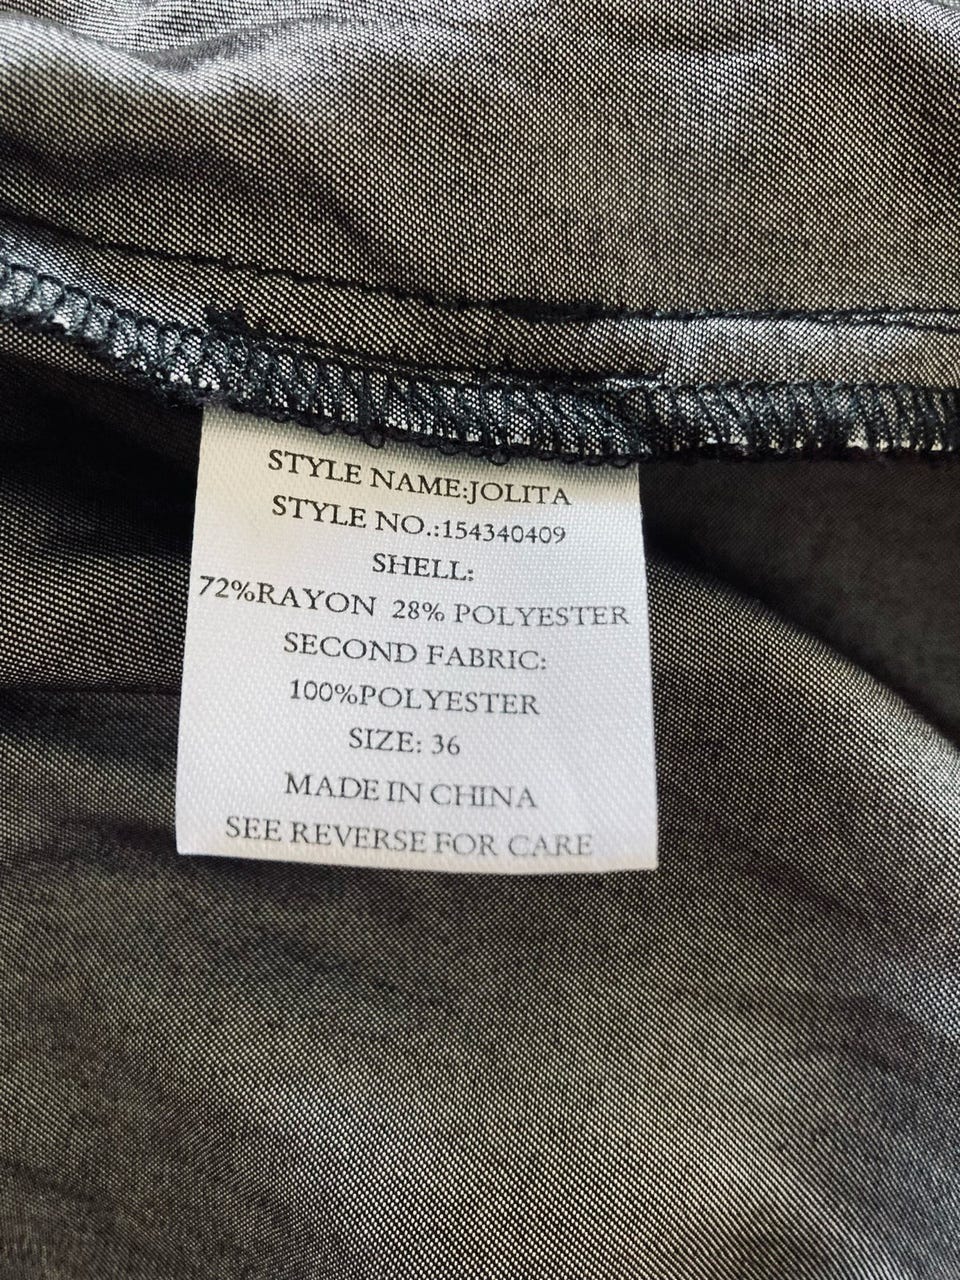 STYLE NAME:JOLITA
STYLE NO.:154340409
SHELL:
72%RAYON 28% POLYESTER
SECOND FABRIC:
100%POLYESTER
SIZE: 36
MADE IN CHINA
SEE REVERSE FOR CARE